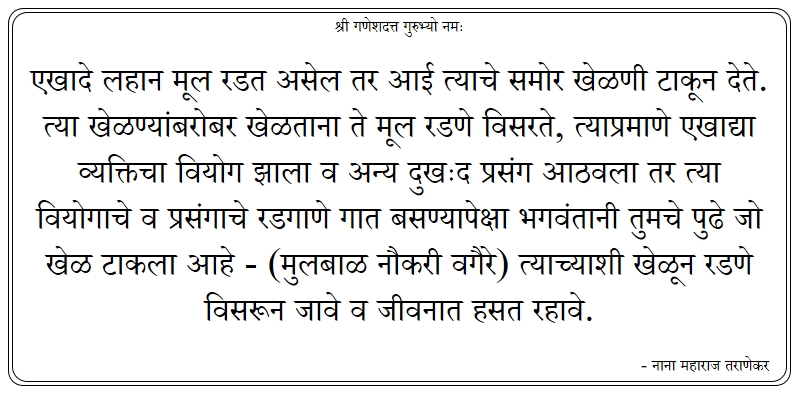 श्री गणेशदत्त गुरुभ्यो नमः
एखादे लहान मूल रडत असेल तर आई त्याचे समोर खेळणी टाकून देते.
त्या खेळण्यांबरोबर खेळताना ते मूल रडणे विसरते, त्याप्रमाणे एखाद्या
व्यक्तिचा वियोग झाला व अन्य दुखःद प्रसंग आठवला तर त्या
वियोगाचे व प्रसंगाचे रडगाणे गात बसण्यापेक्षा भगवंतानी तुमचे पुढे जो
खेळ टाकला आहे - (मुलबाळ नौकरी वगैरे) त्याच्याशी खेळून रडणे
विसरून जावे व जीवनात हसत रहावे.
- नाना महाराज तराणेकर